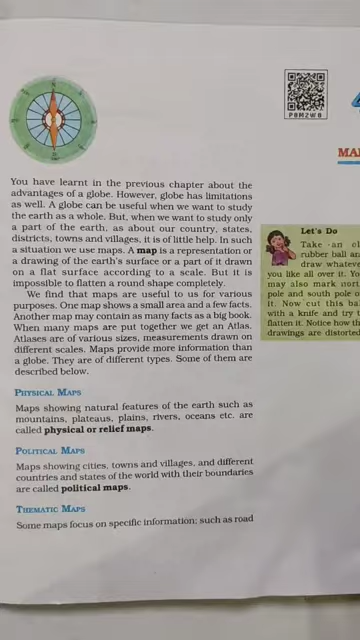 P8M2W8
MA
You have learnt in the previous chapter about the
advantages of a globe. However, globe has limitations
as well. A globe can be useful when we want to study
the earth as a whole. But, when we want to study only
a part of the earth, as about our country, states,
districts, towns and villages, it is of little help. In such
a situation we use maps. A map is a representation or
a drawing of the earth's surface or a part of it drawn
on a flat surface according to a scale. But it is
impossible to flatten a round shape completely.
We find that maps are useful to us for various
purposes. One map shows a small area and a few facts.
Another map may contain as many facts as a big book.
When many maps are put together we get an Atlas.
Atlases are of various sizes, measurements drawn on
different scales. Maps provide more information than
a globe. They are of different types. Some of them are
described below.
PHYSICAL MAPS
Maps showing natural features of the earth such as
mountains, plateaus, plains, rivers, oceans etc. are
called physical or relief maps.
POLITICAL MAPS
Maps showing cities, towns and villages, and different
countries and states of the world with their boundaries
are called political maps.
THEMATIC MAPS
Some maps focus on specific information; such as road
Let's Do
Take an
rubber ball an
draw whateve
you like all over it. Yo
may also mark nort
pole and south pole o
it. Now cut this ba
with a knife and try t
flatten it. Notice how th
drawings are distorted